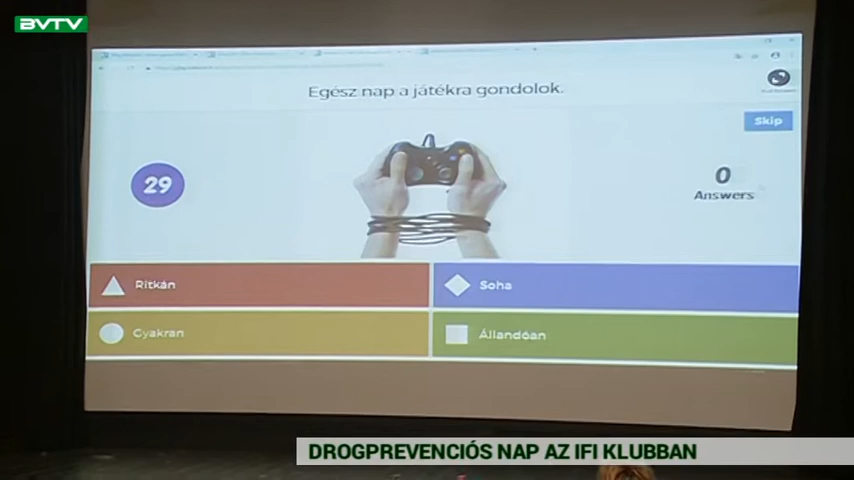 BVTV
Egész nap a játékra gondolok.
Skip
29
0
Answers
Ritkán
Soha
Gyakran
Állandóan
DROGPREVENCIÓS NAP AZ IFI KLUBBAN